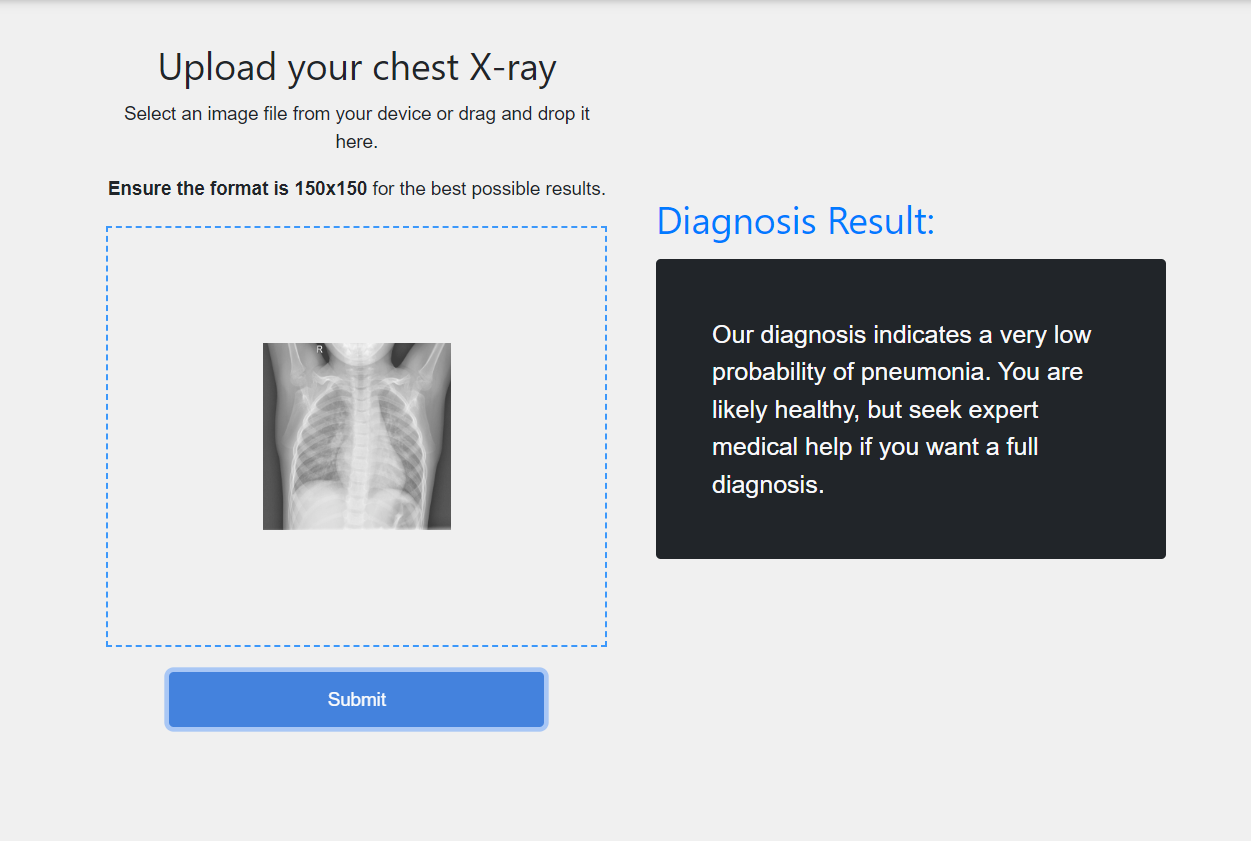 Upload your chest X-ray
Select an image file from your device or drag and drop it
here.
Ensure the format is 150x150 for the best possible results.
R
Submit
Diagnosis Result:
Our diagnosis indicates a very low
probability of pneumonia. You are
likely healthy, but seek expert
medical help if you want a full
diagnosis.